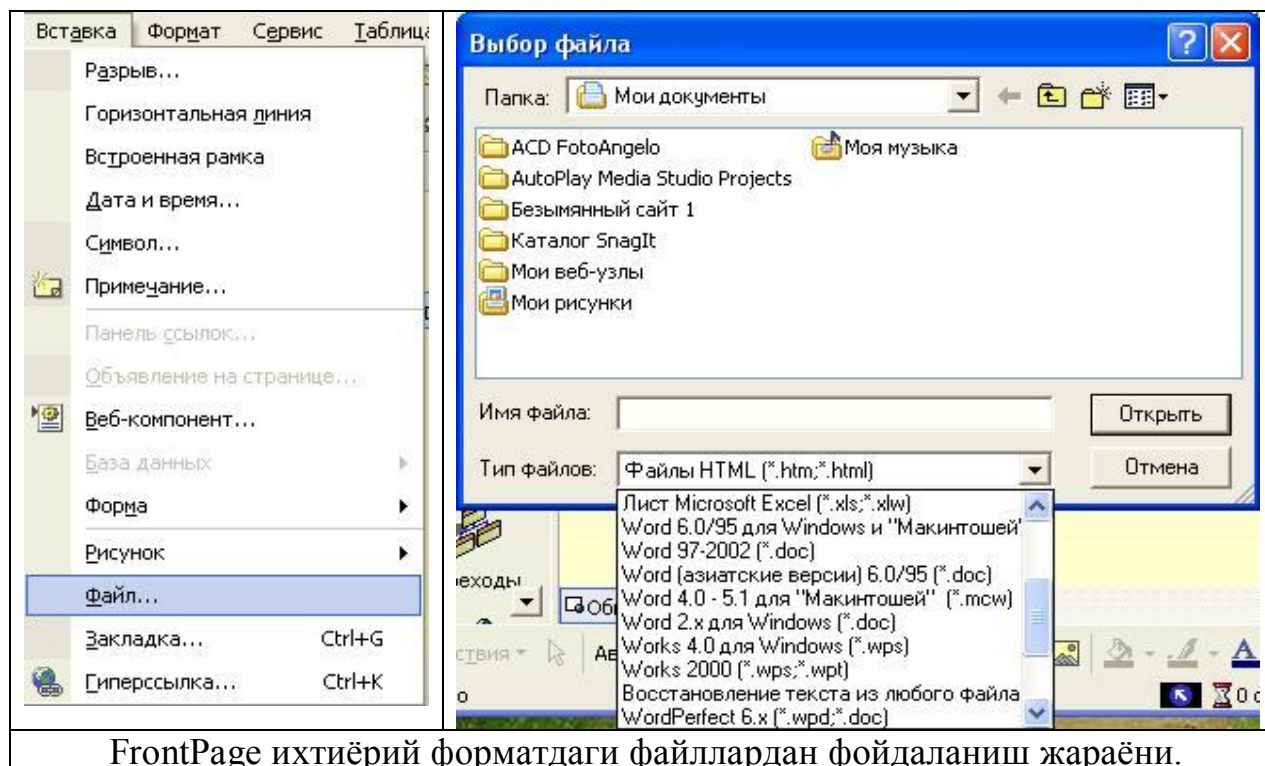 Вставка Формат Сервис Таблица
Разрыв...
Горизонтальная линия
Встроенная рамка
Дата и время...
Символ...
Примечание...
Панель ссылок...
Объявление на странице...
Веб-компонент...
База данных
Форма
Рисунок
Файл...
Закладка... Ctrl+G
Гиперссылка... Ctrl+K
Выбор файла
Папка: Мои документы
ACD FotoAngelo Моя музыка
AutoPlay Media Studio Projects
Безымянный сайт 1
Каталог SnagIt
Мои веб-узлы
Мои рисунки
Имя файла: Открыть
Тип файлов: Файлы HTML (*.htm;*.html) Отмена
Лист Microsoft Excel (*.xls;*.xlw)
Word 6.0/95 для Windows и "Макинтошей"
Word 97-2002 (*.doc)
Word (азиатские версии) 6.0/95 (*.doc)
Word 4.0 - 5.1 для "Макинтошей" (*.mcw)
Word 2.x для Windows (*.doc)
Works 4.0 для Windows (*.wps)
Works 2000 (*.wps;*.wpt)
Восстановление текста из любого файла
WordPerfect 6.x (*.wpd;*.doc)
FrontPage ихтиёрий форматдаги файллардан фойдаланиш жараёни.